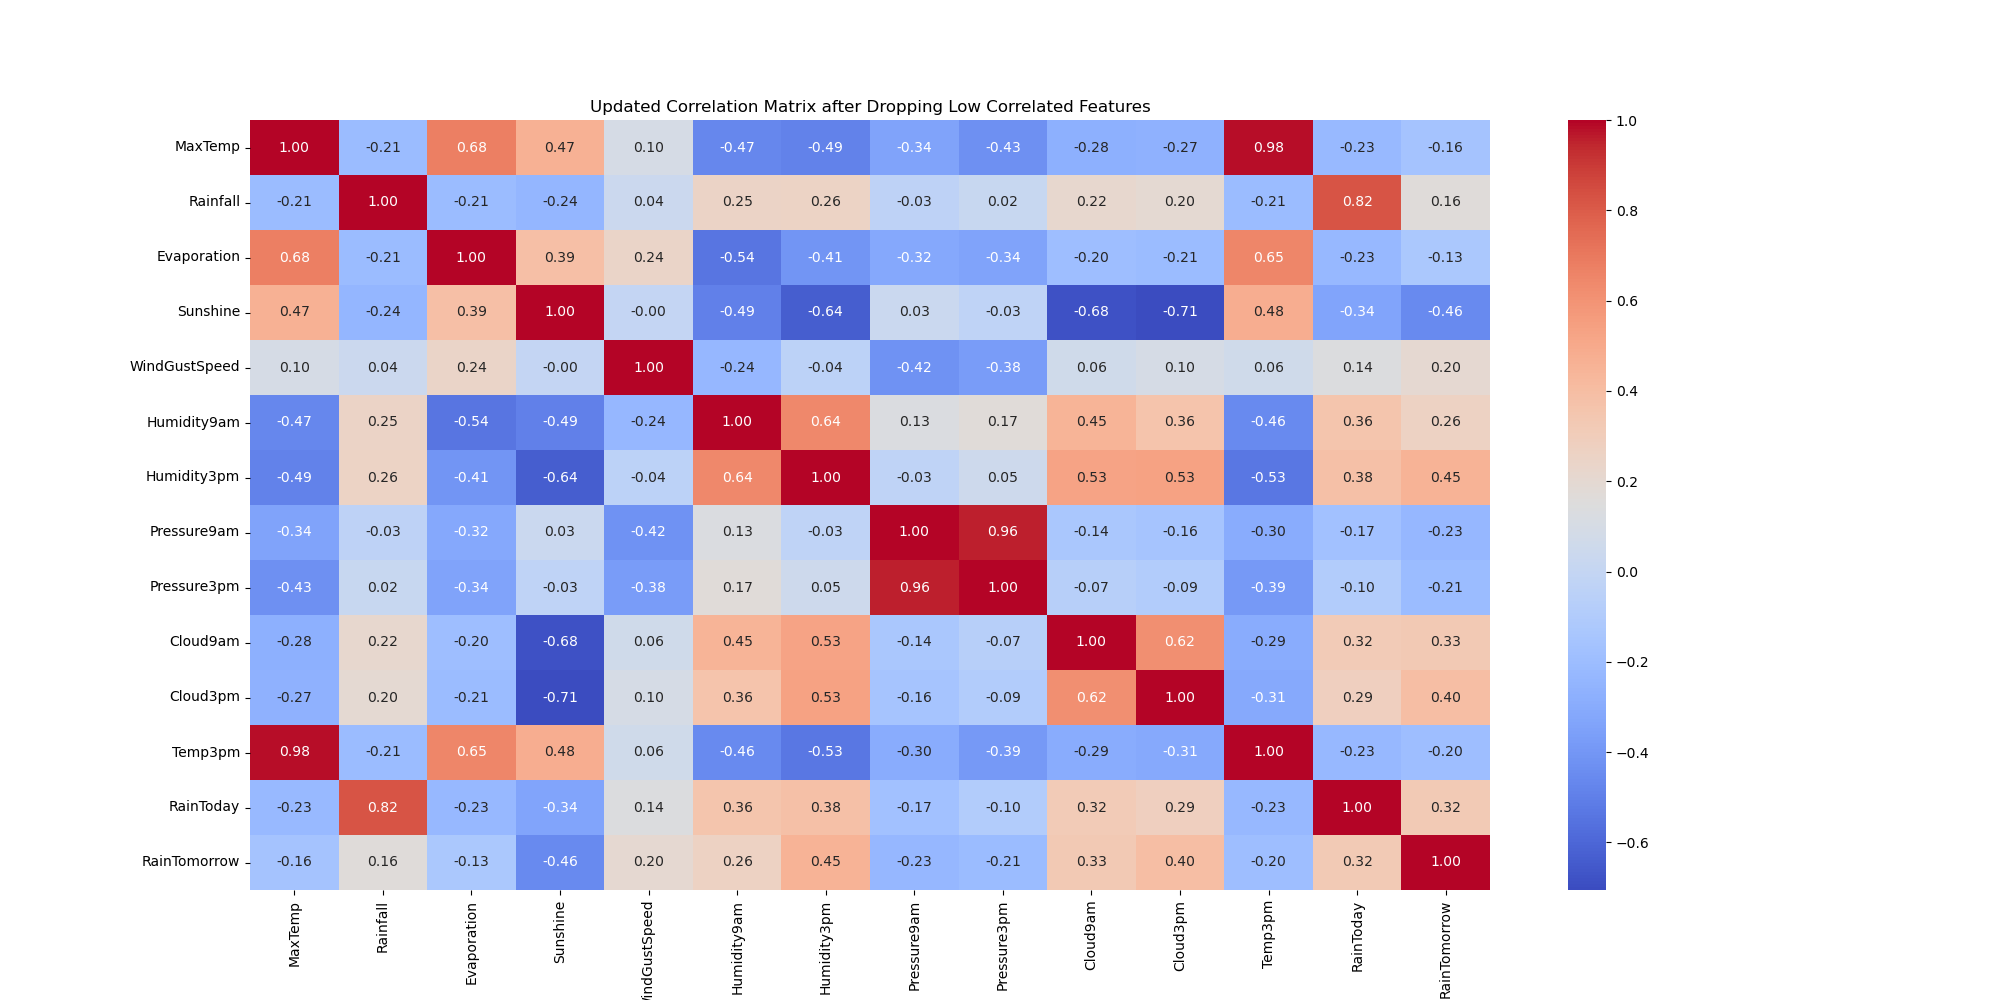 Updated Correlation Matrix after Dropping Low Correlated Features
MaxTemp 1.00 -0.21 0.68 0.47 0.10 -0.47 -0.49 -0.34 -0.43 -0.28 -0.27 0.98 -0.23 -0.16
Rainfall -0.21 1.00 -0.21 -0.24 0.04 0.25 0.26 -0.03 0.02 0.22 0.20 -0.21 0.82 0.16
Evaporation 0.68 -0.21 1.00 0.39 0.24 -0.54 -0.41 -0.32 -0.34 -0.20 -0.21 0.65 -0.23 -0.13
Sunshine 0.47 -0.24 0.39 1.00 -0.00 -0.49 -0.64 0.03 -0.03 -0.68 -0.71 0.48 -0.34 -0.46
WindGustSpeed 0.10 0.04 0.24 -0.00 1.00 -0.24 -0.04 -0.42 -0.38 0.06 0.10 0.06 0.14 0.20
Humidity9am -0.47 0.25 -0.54 -0.49 -0.24 1.00 0.64 0.13 0.17 0.45 0.36 -0.46 0.36 0.26
Humidity3pm -0.49 0.26 -0.41 -0.64 -0.04 0.64 1.00 -0.03 0.05 0.53 0.53 -0.53 0.38 0.45
Pressure9am -0.34 -0.03 -0.32 0.03 -0.42 0.13 -0.03 1.00 0.96 -0.14 -0.16 -0.30 -0.17 -0.23
Pressure3pm -0.43 0.02 -0.34 -0.03 -0.38 0.17 0.05 0.96 1.00 -0.07 -0.09 -0.39 -0.10 -0.21
Cloud9am -0.28 0.22 -0.20 -0.68 0.06 0.45 0.53 -0.14 -0.07 1.00 0.62 -0.29 0.32 0.33
Cloud3pm -0.27 0.20 -0.21 -0.71 0.10 0.36 0.53 -0.16 -0.09 0.62 1.00 -0.31 0.29 0.40
Temp3pm 0.98 -0.21 0.65 0.48 0.06 -0.46 -0.53 -0.30 -0.39 -0.29 -0.31 1.00 -0.23 -0.20
RainToday -0.23 0.82 -0.23 -0.34 0.14 0.36 0.38 -0.17 -0.10 0.32 0.29 -0.23 1.00 0.32
RainTomorrow -0.16 0.16 -0.13 -0.46 0.20 0.26 0.45 -0.23 -0.21 0.33 0.40 -0.20 0.32 1.00
MaxTemp
Rainfall
Evaporation
Sunshine
indGustSpeed
Humidity9am
Humidity3pm
Pressure9am
Pressure3pm
Cloud9am
Cloud3pm
Temp3pm
RainToday
RainTomorrow
1.0
0.8
0.6
0.4
0.2
0.0
−0.2
−0.4
−0.6